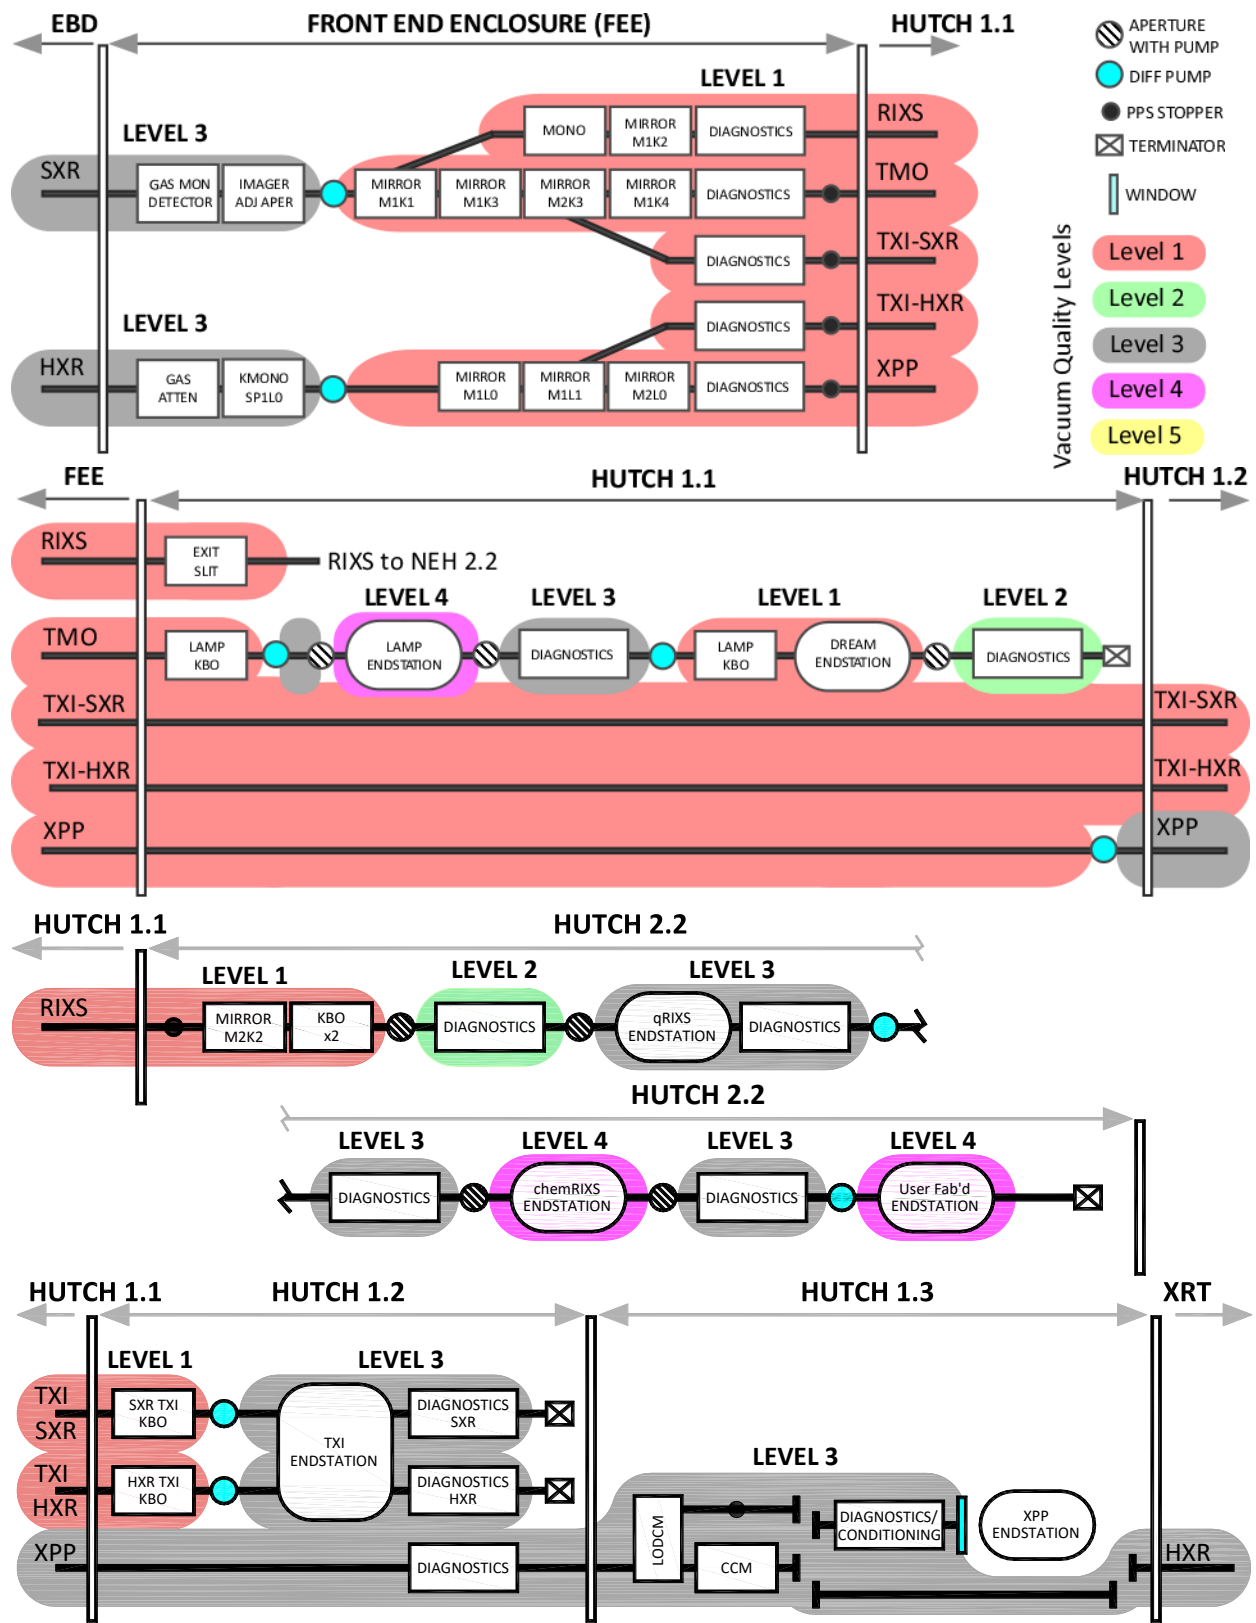 EBD
FRONT END ENCLOSURE (FEE)
HUTCH 1.1
APERTURE
WITH PUMP
DIFF PUMP
PPS STOPPER
TERMINATOR
WINDOW
Vacuum Quality Levels
Level 1
Level 2
Level 3
Level 4
Level 5
LEVEL 1
RIXS
MONO
MIRROR
M1K2
DIAGNOSTICS
LEVEL 3
SXR
GAS MON
DETECTOR
IMAGER
ADJ APER
MIRROR
M1K1
MIRROR
M1K3
MIRROR
M2K3
MIRROR
M1K4
DIAGNOSTICS
TMO
DIAGNOSTICS
TXI-SXR
DIAGNOSTICS
TXI-HXR
LEVEL 3
HXR
GAS
ATTEN
KMONO
SP1L0
MIRROR
M1L0
MIRROR
M1L1
MIRROR
M2L0
DIAGNOSTICS
XPP
FEE
HUTCH 1.1
HUTCH 1.2
RIXS
EXIT
SLIT
RIXS to NEH 2.2
LEVEL 4
LEVEL 3
LEVEL 1
LEVEL 2
TMO
LAMP
KBO
LAMP
ENDSTATION
DIAGNOSTICS
LAMP
KBO
DREAM
ENDSTATION
DIAGNOSTICS
TXI-SXR
TXI-SXR
TXI-HXR
TXI-HXR
XPP
XPP
HUTCH 1.1
HUTCH 2.2
LEVEL 1
LEVEL 2
LEVEL 3
RIXS
MIRROR
M2K2
KBO
x2
DIAGNOSTICS
qRIXS
ENDSTATION
DIAGNOSTICS
HUTCH 2.2
LEVEL 3
LEVEL 4
LEVEL 3
LEVEL 4
DIAGNOSTICS
chemRIXS
ENDSTATION
DIAGNOSTICS
User Fab'd
ENDSTATION
HUTCH 1.1
HUTCH 1.2
HUTCH 1.3
XRT
LEVEL 1
LEVEL 3
TXI
SXR
SXR TXI
KBO
TXI
ENDSTATION
DIAGNOSTICS
SXR
TXI
HXR
HXR TXI
KBO
DIAGNOSTICS
HXR
LEVEL 3
XPP
DIAGNOSTICS
LODCM
CCM
DIAGNOSTICS/
CONDITIONING
XPP
ENDSTATION
HXR